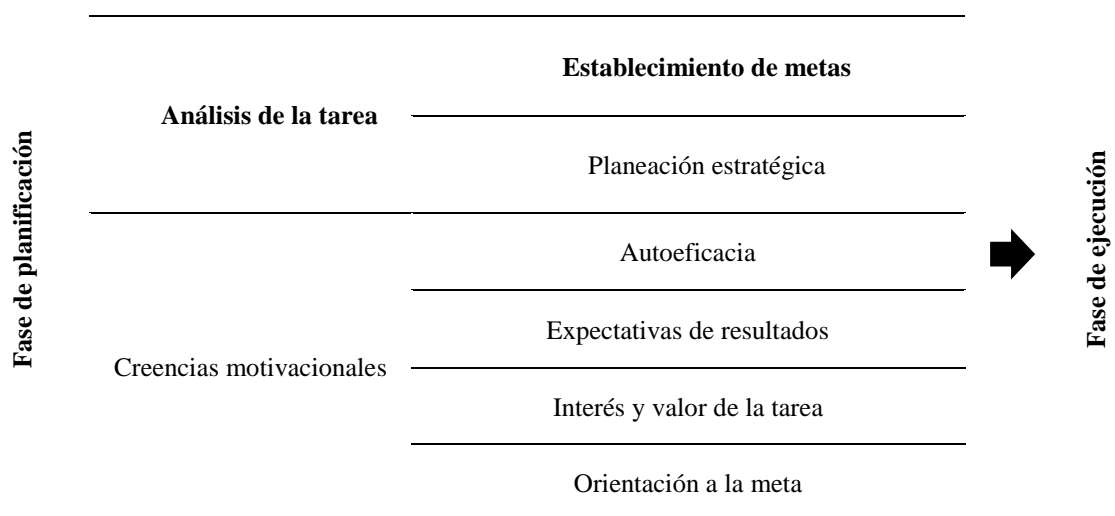 Fase de planificación
Análisis de la tarea
Establecimiento de metas
Planeación estratégica
Creencias motivacionales
Autoeficacia
Expectativas de resultados
Interés y valor de la tarea
Orientación a la meta
Fase de ejecución